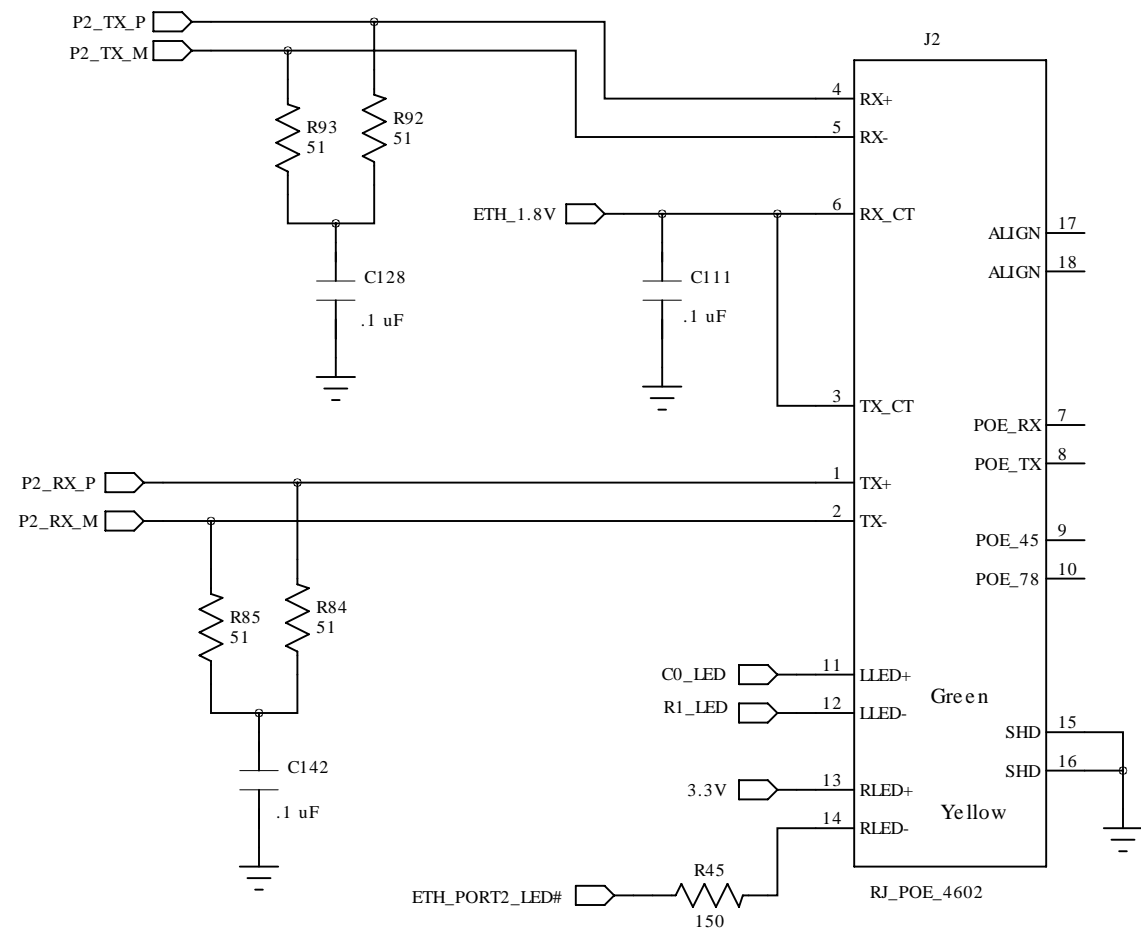 P2_TX_P
P2_TX_M
J2
4 RX+
R93
51
R92
51
5 RX-
ETH_1.8V
6 RX_CT
ALIGN 17
ALIGN 18
C128
.1 uF
C111
.1 uF
3 TX_CT
POE_RX 7
POE_TX 8
P2_RX_P
1 TX+
P2_RX_M
2 TX-
POE_45 9
POE_78 10
R85
51
R84
51
C0_LED
11 LLED+
Green
R1_LED
12 LLED-
SHD 15
SHD 16
C142
.1 uF
3.3V
13 RLED+
Yellow
14 RLED-
R45
150
ETH_PORT2_LED#
RJ_POE_4602